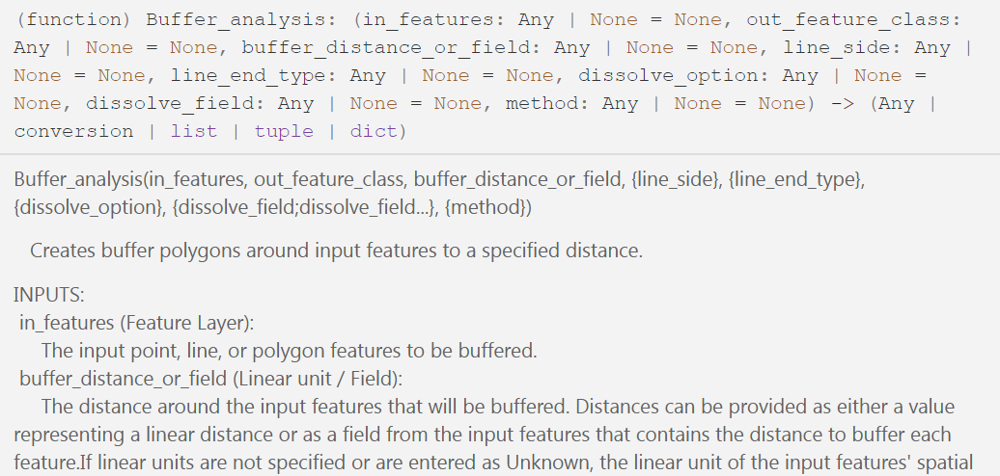 (function) Buffer_analysis: (in_features: Any | None = None, out_feature_class:
Any | None = None, buffer_distance_or_field: Any | None = None, line_side: Any |
None = None, line_end_type: Any | None = None, dissolve_option: Any | None =
None, dissolve_field: Any | None = None, method: Any | None = None) -> (Any |
conversion | list | tuple | dict)
Buffer_analysis(in_features, out_feature_class, buffer_distance_or_field, {line_side}, {line_end_type},
{dissolve_option}, {dissolve_field;dissolve_field...}, {method})
Creates buffer polygons around input features to a specified distance.
INPUTS:
in_features (Feature Layer):
The input point, line, or polygon features to be buffered.
buffer_distance_or_field (Linear unit / Field):
The distance around the input features that will be buffered. Distances can be provided as either a value
representing a linear distance or as a field from the input features that contains the distance to buffer each
feature.If linear units are not specified or are entered as Unknown, the linear unit of the input features' spatial